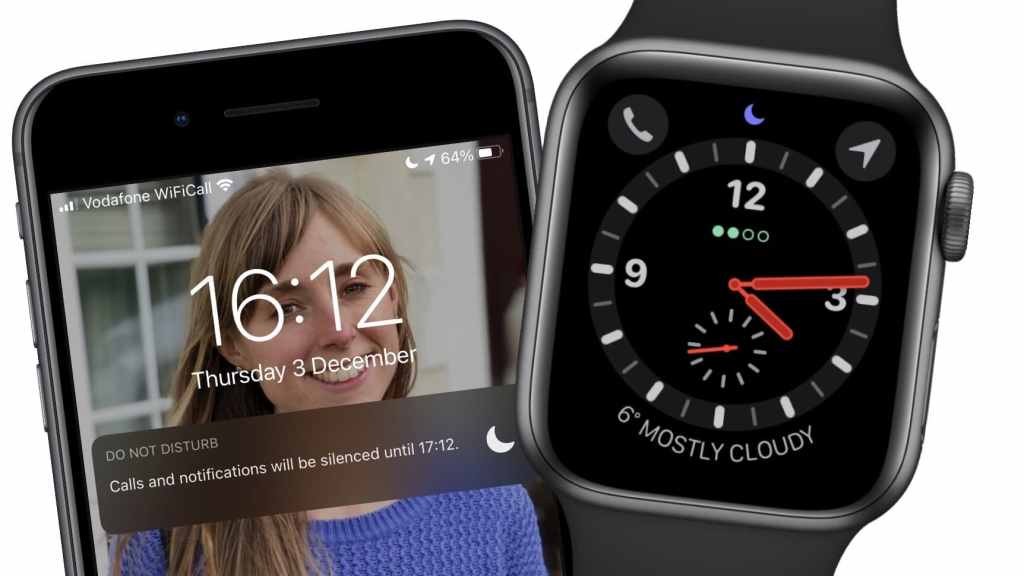 Vodafone WiFiCall
64%
16:12
Thursday 3 December
DO NOT DISTURB
Calls and notifications will be silenced until 17:12.
12
9
3
6° MOSTLY CLOUDY